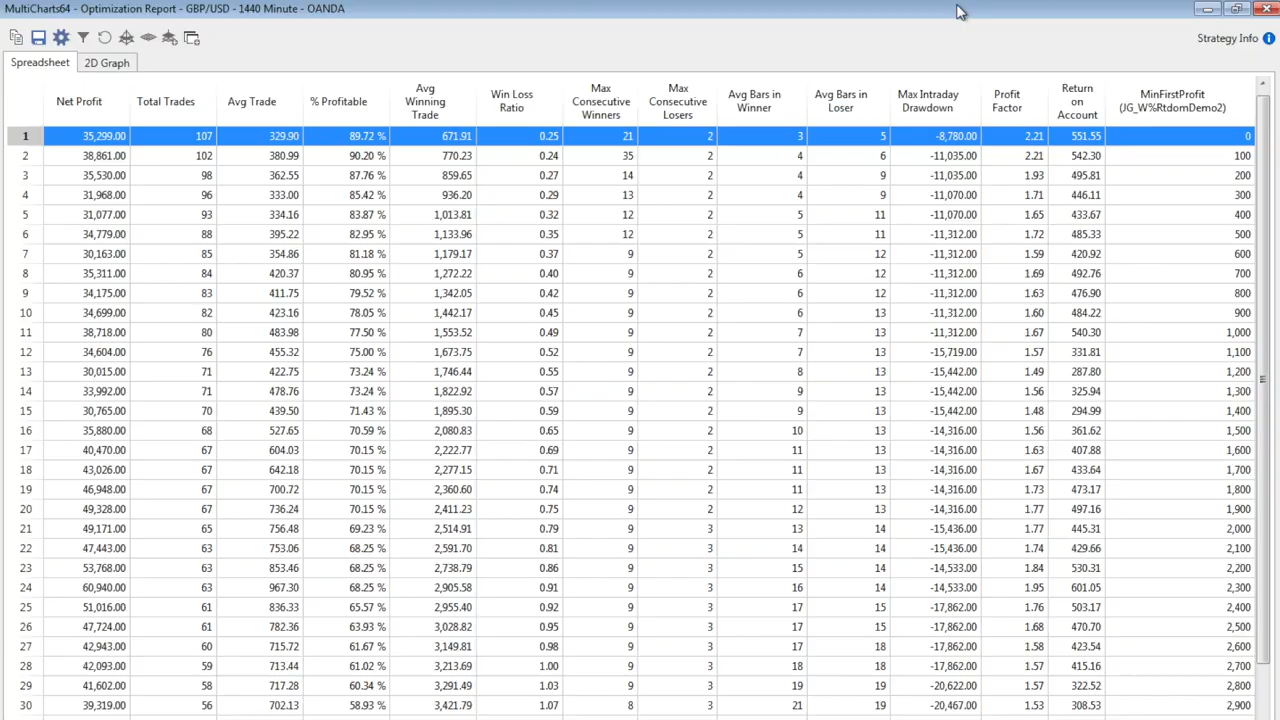 MultiCharts64 - Optimization Report - GBP/USD - 1440 Minute - OANDA
Strategy Info
Spreadsheet 2D Graph
Net Profit Total Trades Avg Trade % Profitable Avg Winning Trade Win Loss Ratio Max Consecutive Winners Max Consecutive Losers Avg Bars in Winner Avg Bars in Loser Max Intraday Drawdown Profit Factor Return on Account MinFirstProfit (JG_W%RtdomDemo2)
1 35,299.00 107 329.90 89.72 % 671.91 0.25 21 2 3 5 -8,780.00 2.21 551.55 0
2 38,861.00 102 380.99 90.20 % 770.23 0.24 35 2 4 6 -11,035.00 2.21 542.30 100
3 35,530.00 98 362.55 87.76 % 859.65 0.27 14 2 4 9 -11,035.00 1.93 495.81 200
4 31,968.00 96 333.00 85.42 % 936.20 0.29 13 2 4 9 -11,070.00 1.71 446.11 300
5 31,077.00 93 334.16 83.87 % 1,013.81 0.32 12 2 5 11 -11,070.00 1.65 433.67 400
6 34,779.00 88 395.22 82.95 % 1,133.96 0.35 12 2 5 11 -11,312.00 1.72 485.33 500
7 30,163.00 85 354.86 81.18 % 1,179.17 0.37 9 2 5 12 -11,312.00 1.59 420.92 600
8 35,311.00 84 420.37 80.95 % 1,272.22 0.40 9 2 6 12 -11,312.00 1.69 492.76 700
9 34,175.00 83 411.75 79.52 % 1,342.05 0.42 9 2 6 12 -11,312.00 1.63 476.90 800
10 34,699.00 82 423.16 78.05 % 1,442.17 0.45 9 2 6 13 -11,312.00 1.60 484.22 900
11 38,718.00 80 483.98 77.50 % 1,553.52 0.49 9 2 7 13 -11,312.00 1.67 540.30 1,000
12 34,604.00 76 455.32 75.00 % 1,673.75 0.52 9 2 7 13 -15,719.00 1.57 331.81 1,100
13 30,015.00 71 422.75 73.24 % 1,746.44 0.55 9 2 8 13 -15,442.00 1.49 287.80 1,200
14 33,992.00 71 478.76 73.24 % 1,822.92 0.57 9 2 9 13 -15,442.00 1.56 325.94 1,300
15 30,765.00 70 439.50 71.43 % 1,895.30 0.59 9 2 9 13 -15,442.00 1.48 294.99 1,400
16 35,880.00 68 527.65 70.59 % 2,080.83 0.65 9 2 10 13 -14,316.00 1.56 361.62 1,500
17 40,470.00 67 604.03 70.15 % 2,222.77 0.69 9 2 11 13 -14,316.00 1.63 407.88 1,600
18 43,026.00 67 642.18 70.15 % 2,277.15 0.71 9 2 11 13 -14,316.00 1.67 433.64 1,700
19 46,948.00 67 700.72 70.15 % 2,360.60 0.74 9 2 11 13 -14,316.00 1.73 473.17 1,800
20 49,328.00 67 736.24 70.15 % 2,411.23 0.75 9 2 12 13 -14,316.00 1.77 497.16 1,900
21 49,171.00 65 756.48 69.23 % 2,514.91 0.79 9 3 13 14 -15,436.00 1.77 445.31 2,000
22 47,443.00 63 753.06 68.25 % 2,591.70 0.81 9 3 14 14 -15,436.00 1.74 429.66 2,100
23 53,768.00 63 853.46 68.25 % 2,738.79 0.86 9 3 15 14 -14,533.00 1.84 530.31 2,200
24 60,940.00 63 967.30 68.25 % 2,905.58 0.91 9 3 16 14 -14,533.00 1.95 601.05 2,300
25 51,016.00 61 836.33 65.57 % 2,955.40 0.92 9 3 17 15 -17,862.00 1.76 503.17 2,400
26 47,724.00 61 782.36 63.93 % 3,028.82 0.95 9 3 17 15 -17,862.00 1.68 470.70 2,500
27 42,943.00 60 715.72 61.67 % 3,149.81 0.98 9 3 17 18 -17,862.00 1.58 423.54 2,600
28 42,093.00 59 713.44 61.02 % 3,213.69 1.00 9 3 18 18 -17,862.00 1.57 415.16 2,700
29 41,602.00 58 717.28 60.34 % 3,291.49 1.03 9 3 19 19 -20,622.00 1.57 322.52 2,800
30 39,319.00 56 702.13 58.93 % 3,421.79 1.07 8 3 21 19 -20,467.00 1.53 308.53 2,900